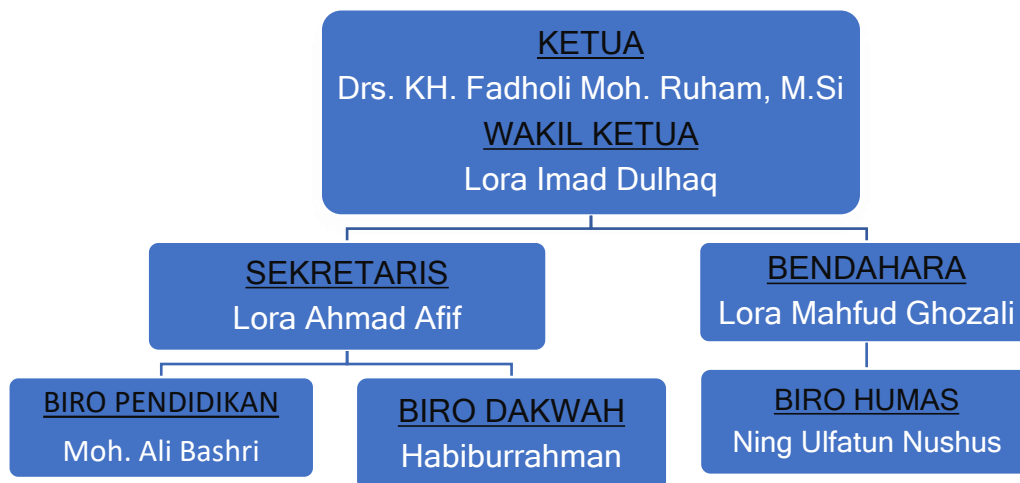 KETUA
Drs. KH. Fadholi Moh. Ruham, M.Si
WAKIL KETUA
Lora Imad Dulhaq
SEKRETARIS
Lora Ahmad Afif
BENDAHARA
Lora Mahfud Ghozali
BIRO PENDIDIKAN
Moh. Ali Bashri
BIRO DAKWAH
Habiburrahman
BIRO HUMAS
Ning Ulfatun Nushus